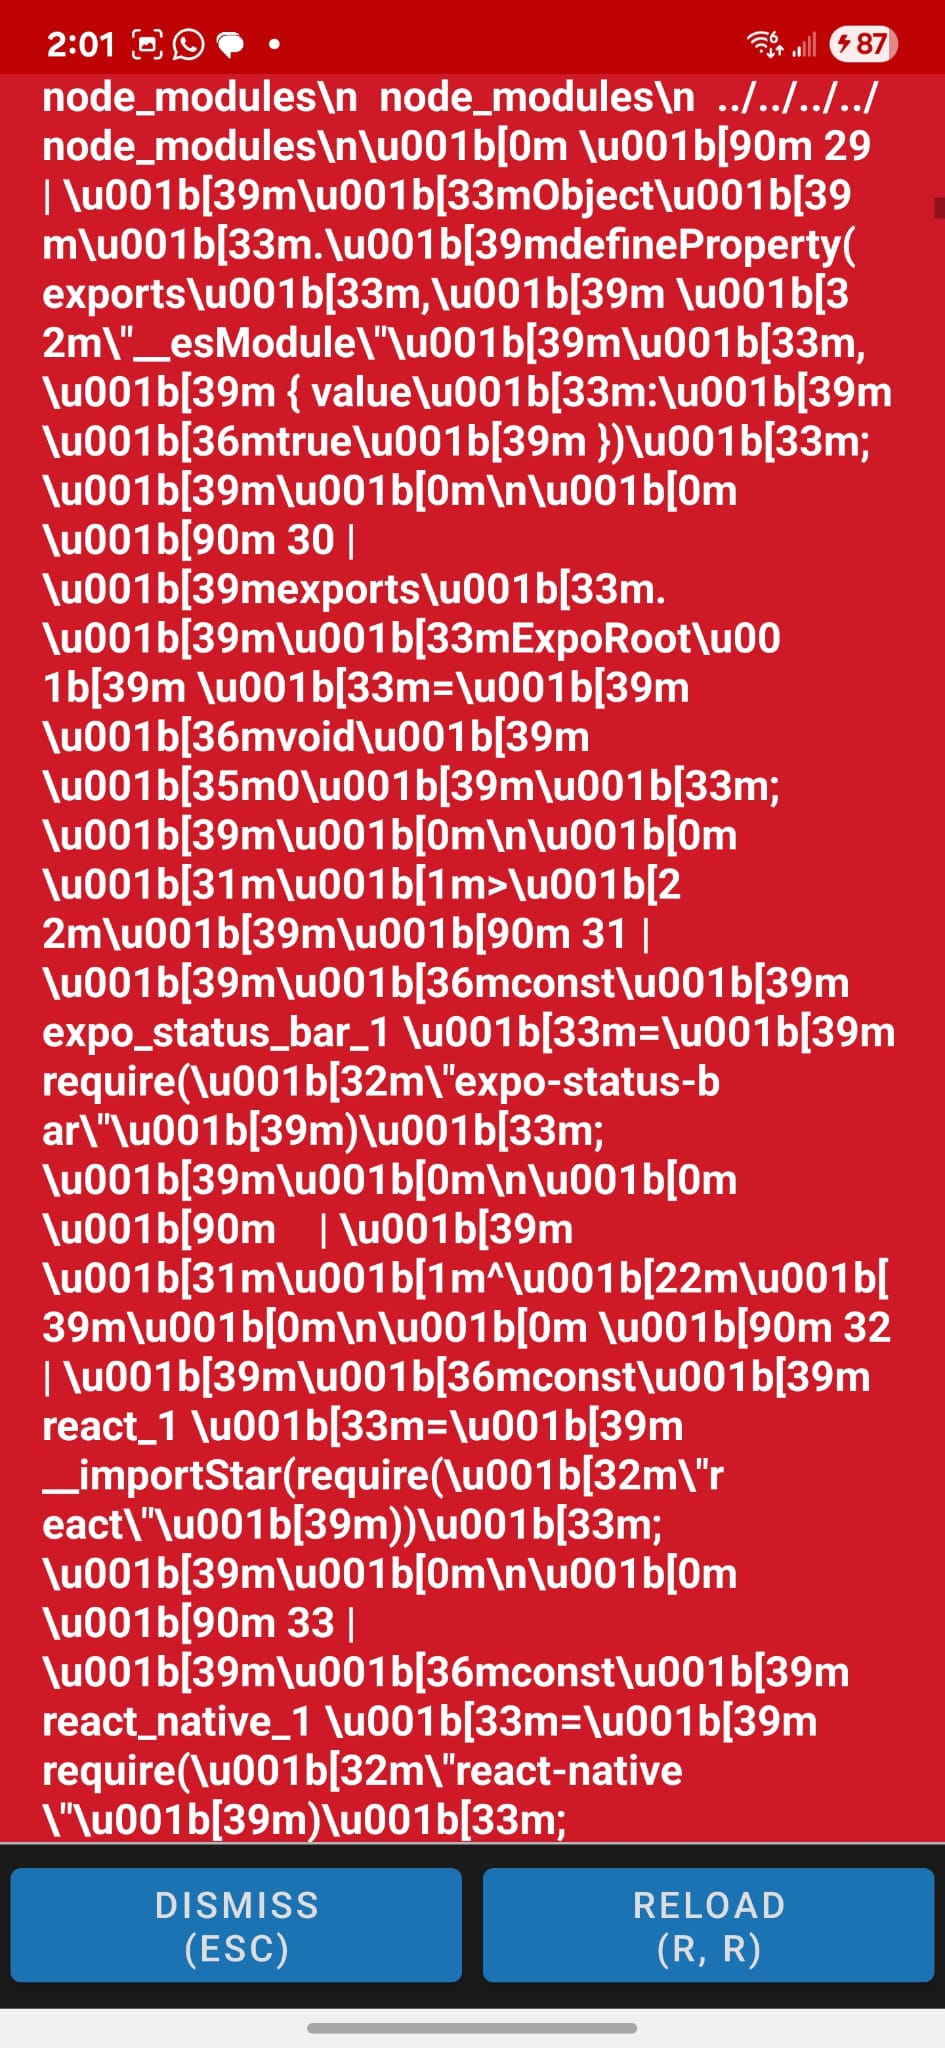 2:01
87
node_modules\n  node_modules\n  ../../../../
node_modules\n\u001b[0m \u001b[90m 29
| \u001b[39m\u001b[33mObject\u001b[39
m\u001b[33m.\u001b[39mdefineProperty(
exports\u001b[33m,\u001b[39m \u001b[3
2m\"__esModule\"\u001b[39m\u001b[33m,
\u001b[39m { value\u001b[33m:\u001b[39m
\u001b[36mtrue\u001b[39m })\u001b[33m;
\u001b[39m\u001b[0m\n\u001b[0m
\u001b[90m 30 |
\u001b[39mexports\u001b[33m.
\u001b[39m\u001b[33mExpoRoot\u00
1b[39m \u001b[33m=\u001b[39m
\u001b[36mvoid\u001b[39m
\u001b[35m0\u001b[39m\u001b[33m;
\u001b[39m\u001b[0m\n\u001b[0m
\u001b[31m\u001b[1m>\u001b[2
2m\u001b[39m\u001b[90m 31 |
\u001b[39m\u001b[36mconst\u001b[39m
expo_status_bar_1 \u001b[33m=\u001b[39m
require(\u001b[32m\"expo-status-b
ar\"\u001b[39m)\u001b[33m;
\u001b[39m\u001b[0m\n\u001b[0m
\u001b[90m    | \u001b[39m
\u001b[31m\u001b[1m^\u001b[22m\u001b[
39m\u001b[0m\n\u001b[0m \u001b[90m 32
| \u001b[39m\u001b[36mconst\u001b[39m
react_1 \u001b[33m=\u001b[39m
__importStar(require(\u001b[32m\"r
eact\"\u001b[39m))\u001b[33m;
\u001b[39m\u001b[0m\n\u001b[0m
\u001b[90m 33 |
\u001b[39m\u001b[36mconst\u001b[39m
react_native_1 \u001b[33m=\u001b[39m
require(\u001b[32m\"react-native
\"\u001b[39m)\u001b[33m;
DISMISS
(ESC)
RELOAD
(R, R)